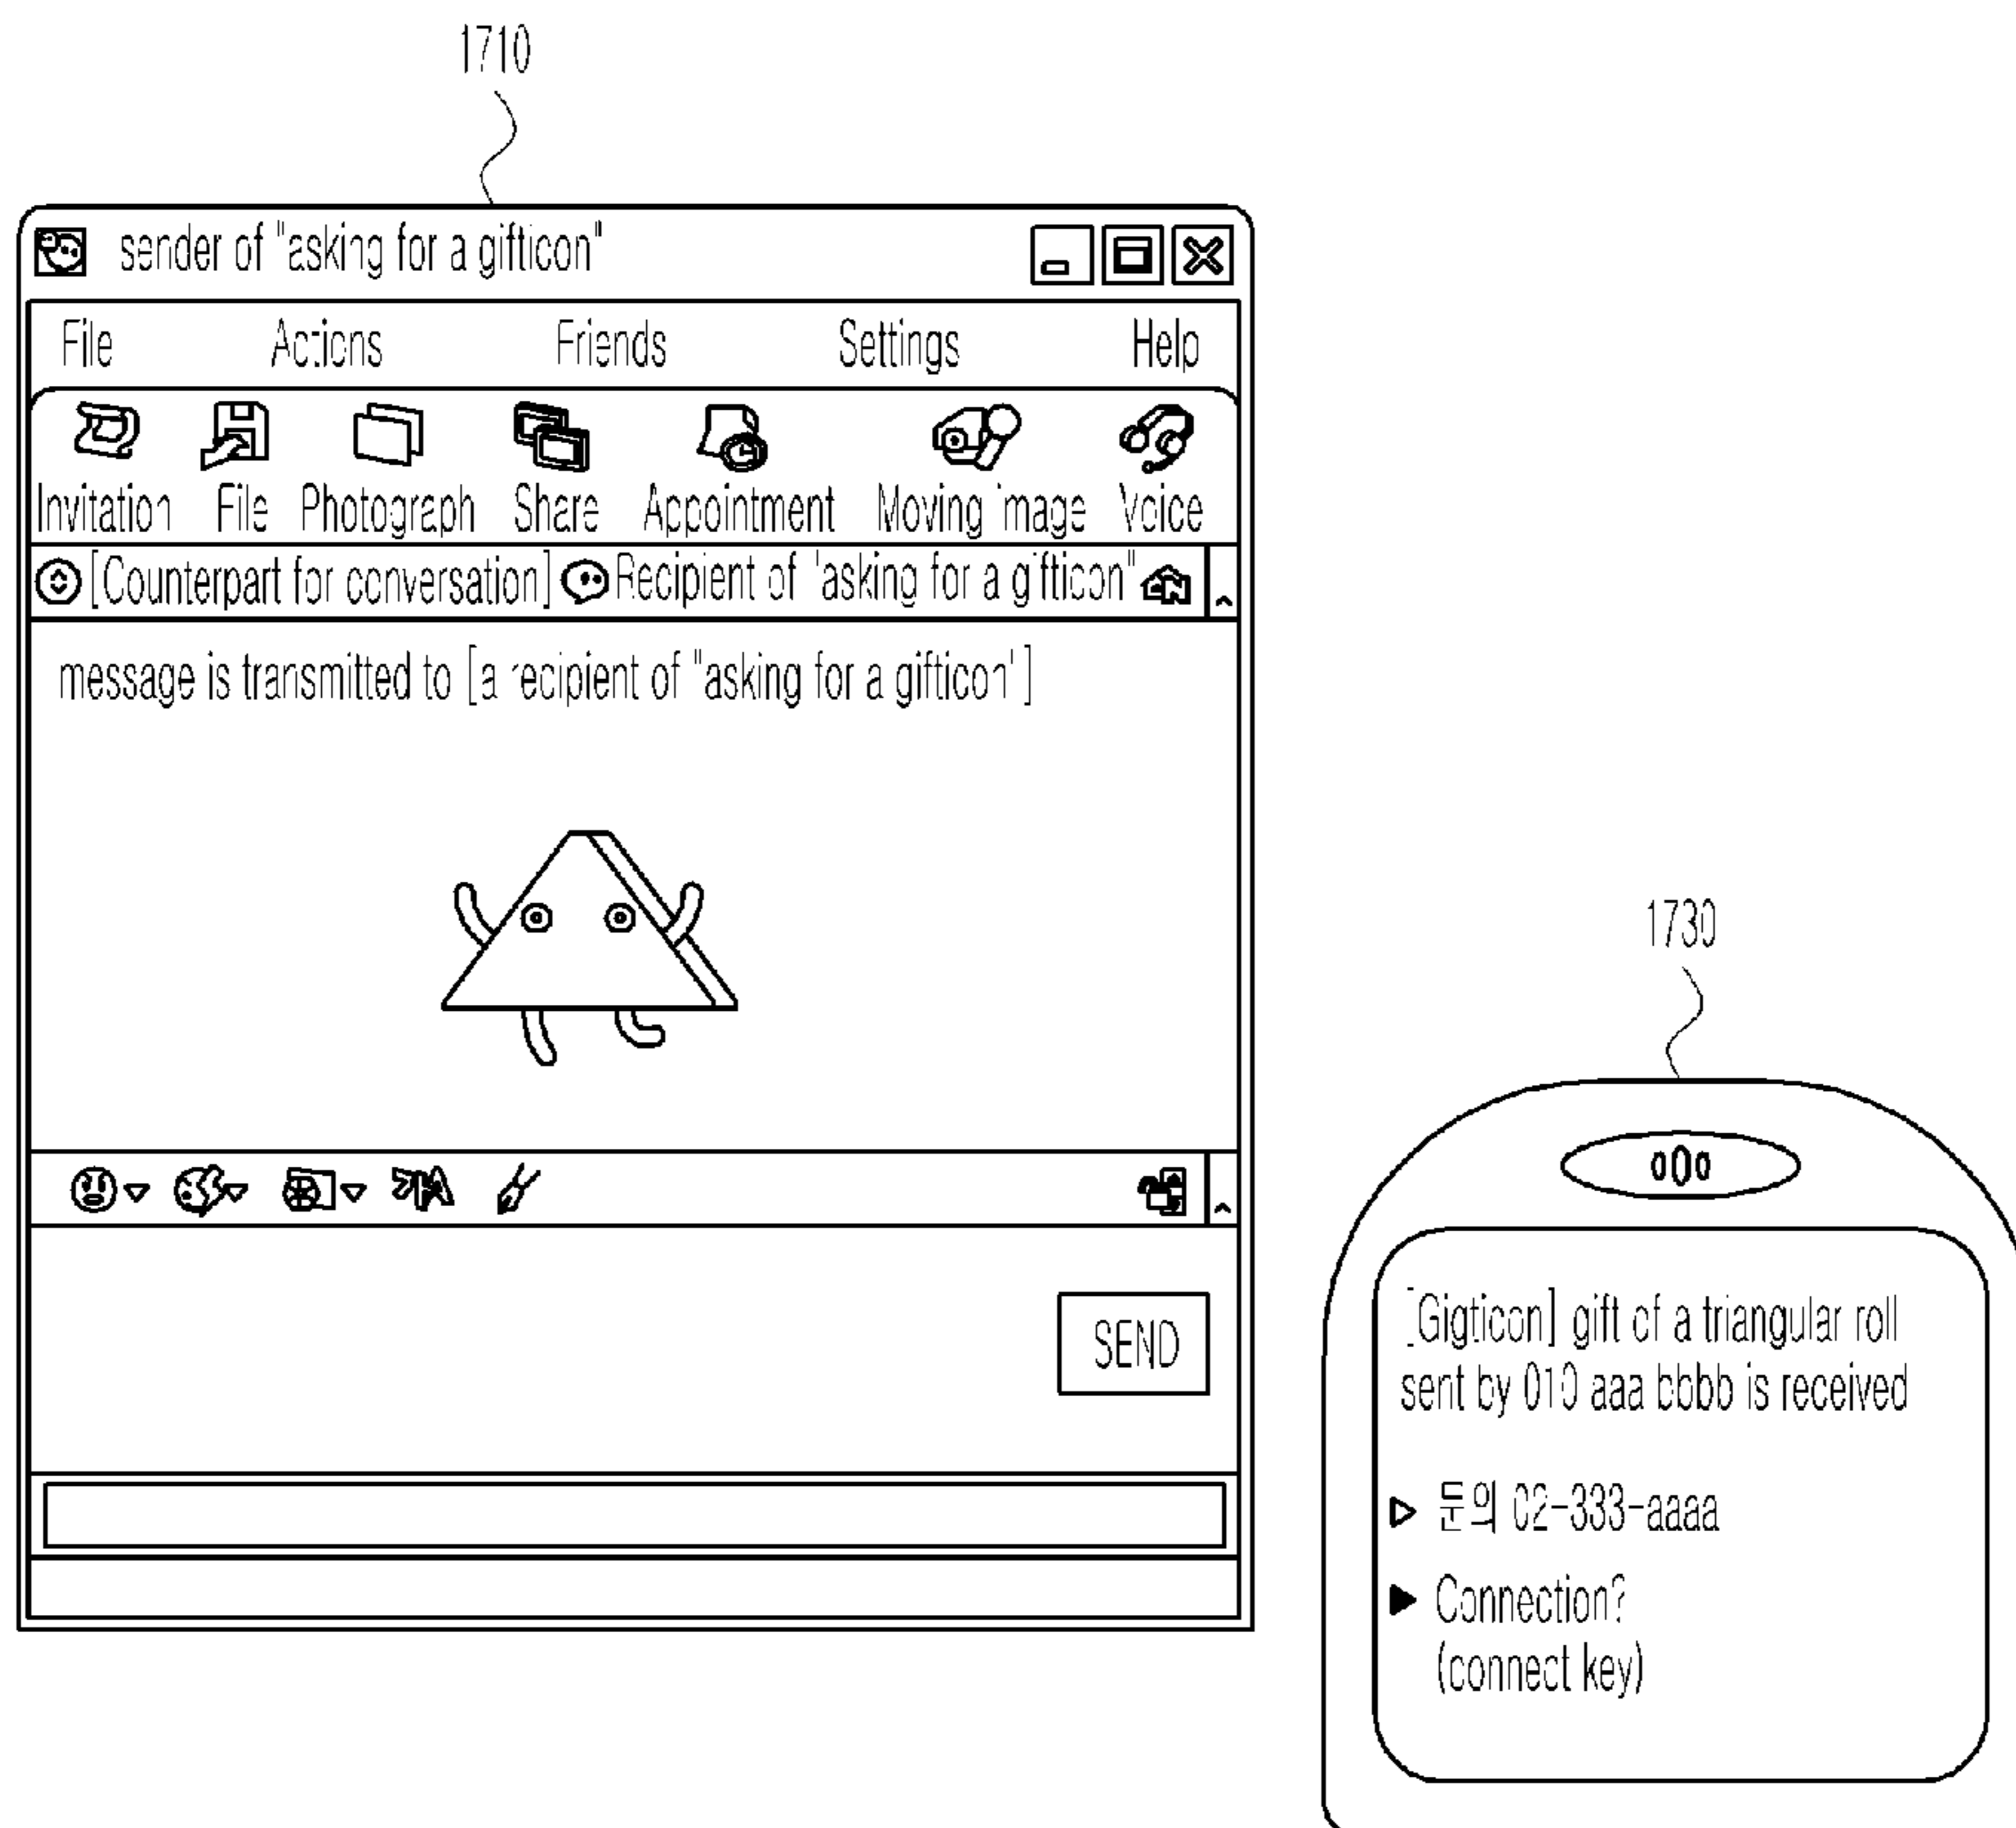 1710
sender of "asking for a gifticon"
File Actions Friends Settings Help
Invitation File Photograph Share Appointment Moving image Voice
[Counterpart for conversation] Recipient of "asking for a gifticon"
message is transmitted to [a recipient of "asking for a gifticon"]
SEND
1730
[Gigticon] gift of a triangular roll
sent by 010 aaa bbbb is received
▷ 문의 02-333-aaaa
▶ Connection?
(connect key)